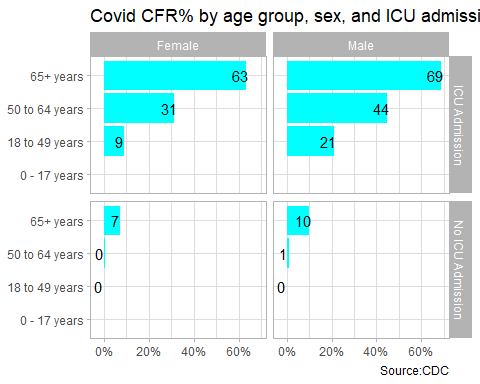 Covid CFR% by age group, sex, and ICU admissi
Female Male
65+ years 63 69
50 to 64 years 31 44
18 to 49 years 9 21
0 - 17 years
ICU Admission
65+ years 7 10
50 to 64 years 0 1
18 to 49 years 0 0
0 - 17 years
No ICU Admission
0% 20% 40% 60% 0% 20% 40% 60%
Source:CDC